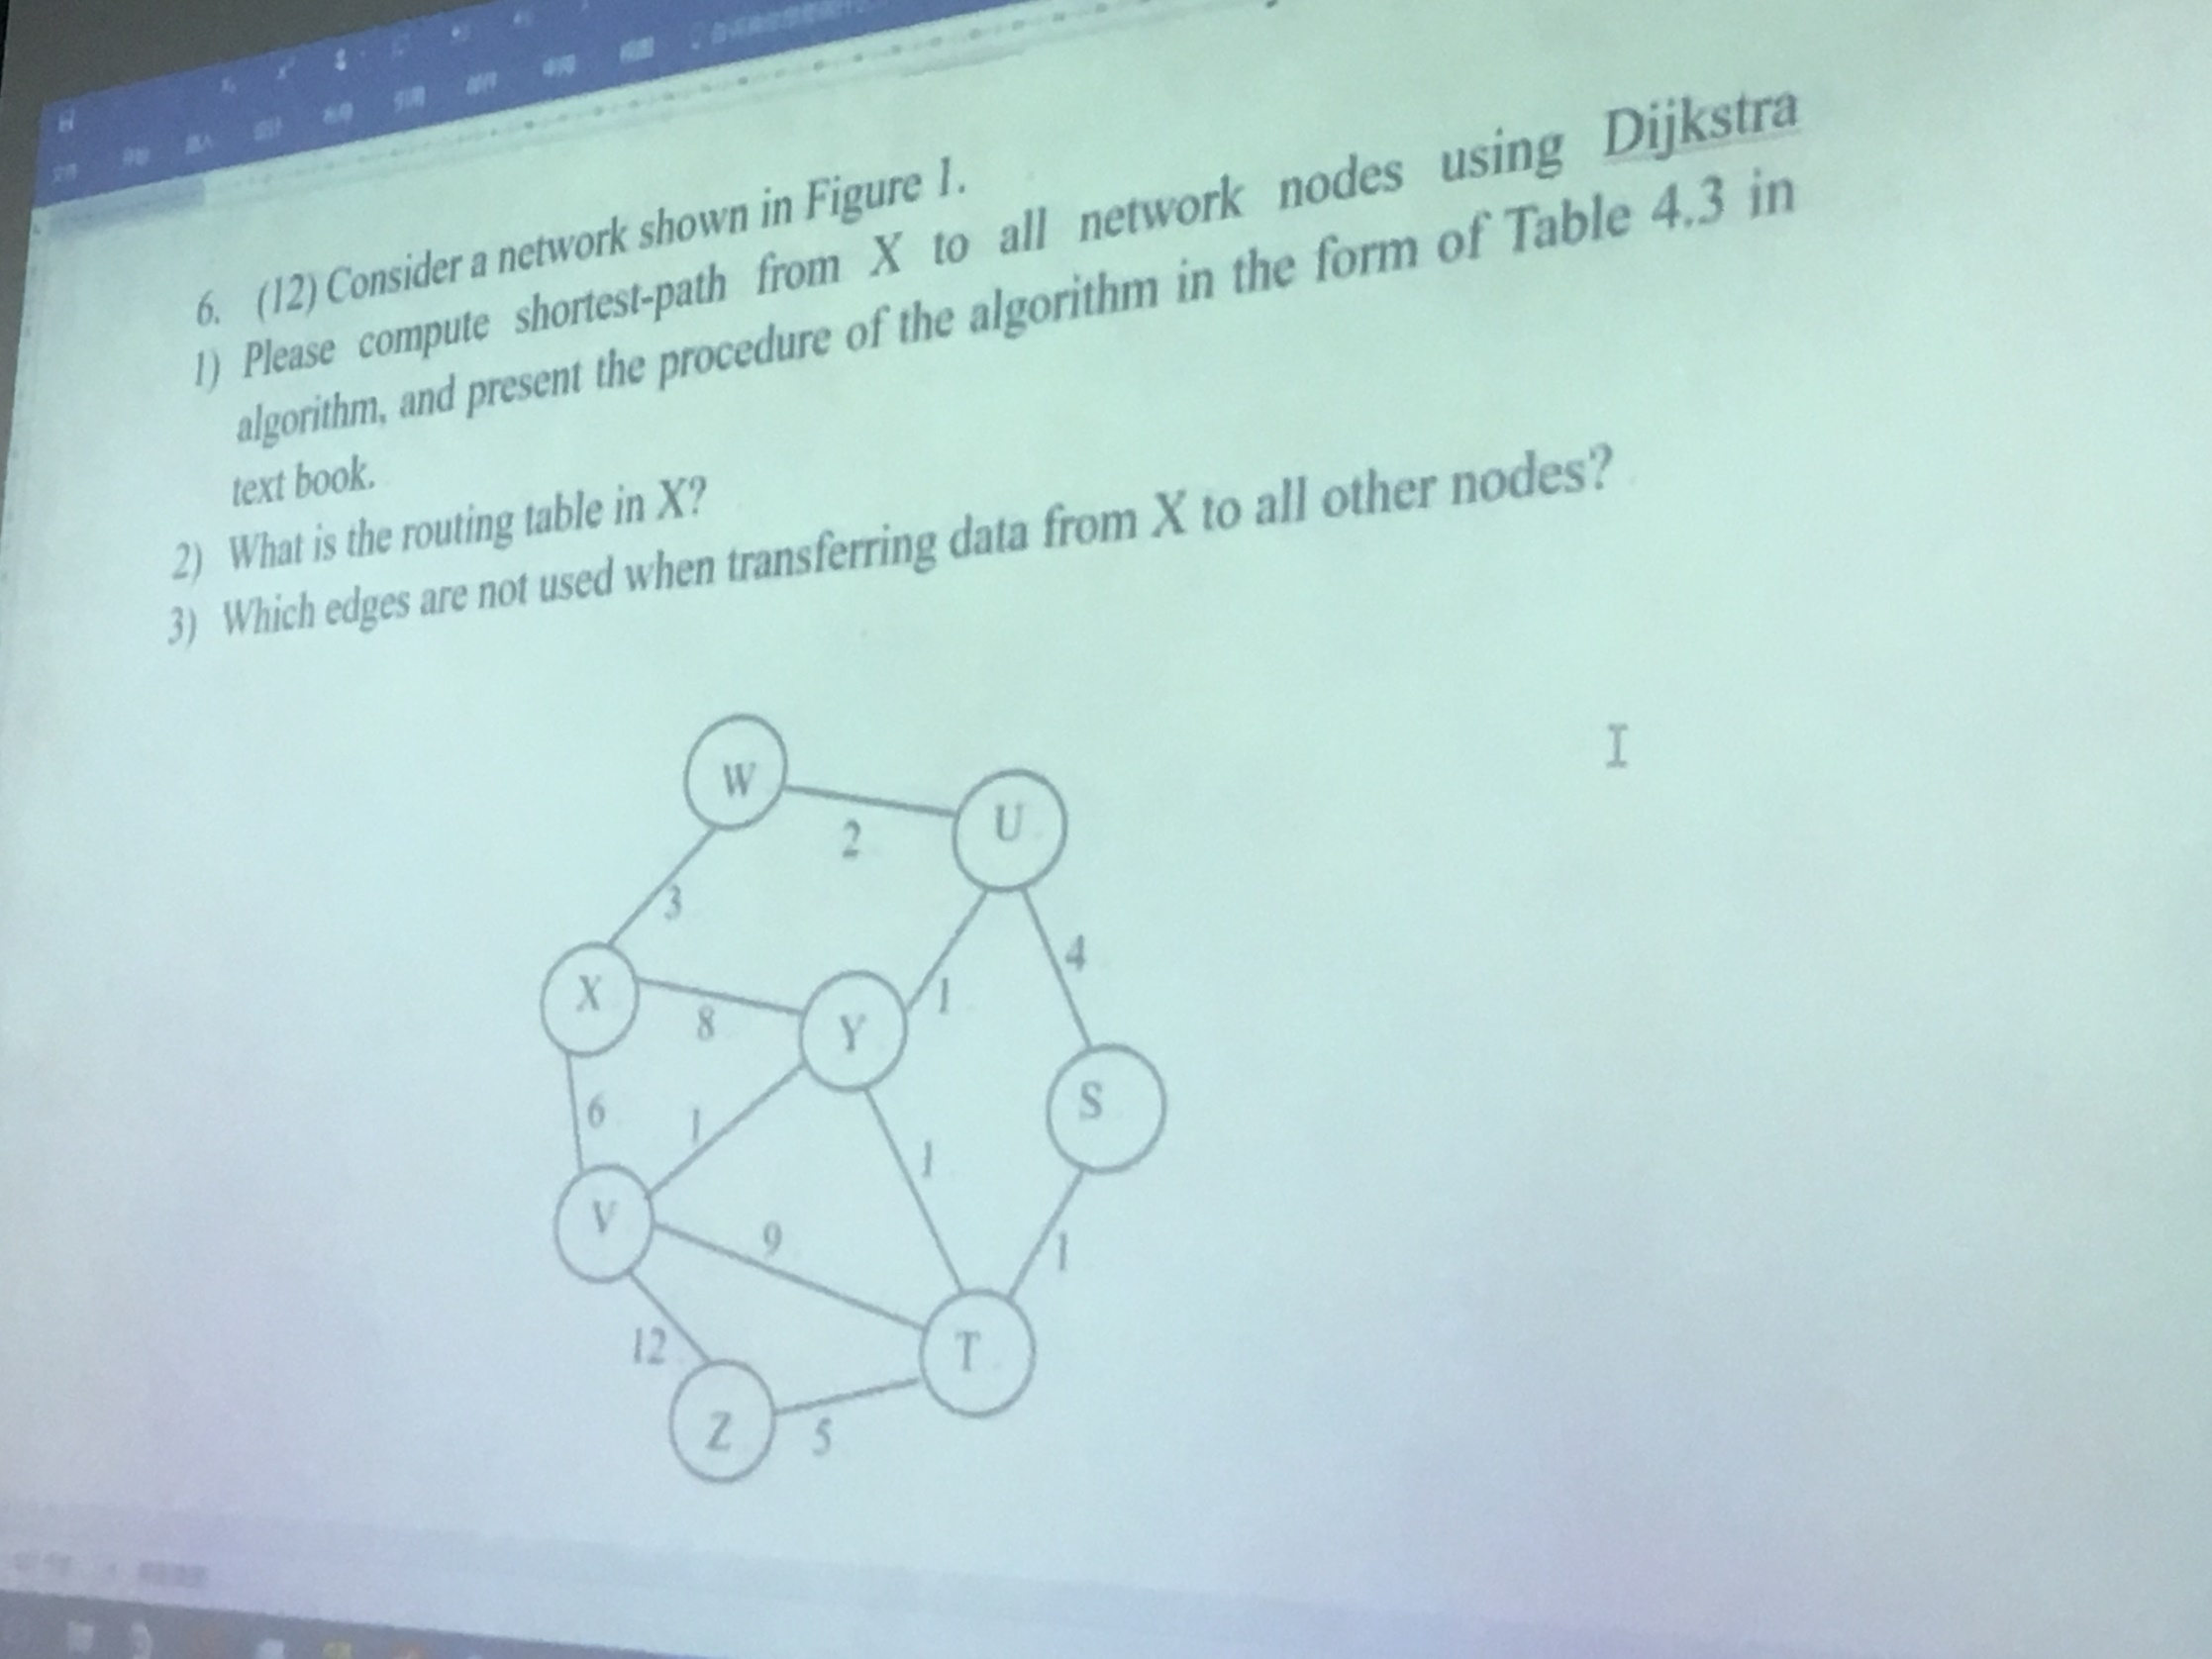 6. (12) Consider a network shown in Figure 1.
1) Please compute shortest-path from X to all network nodes using Dijkstra
algorithm, and present the procedure of the algorithm in the form of Table 4.3 in
text book.
2) What is the routing table in X?
3) Which edges are not used when transferring data from X to all other nodes?
W
U
2
3
4
X
Y
1
8
S
6
1
1
V
9
1
12
T
Z
5